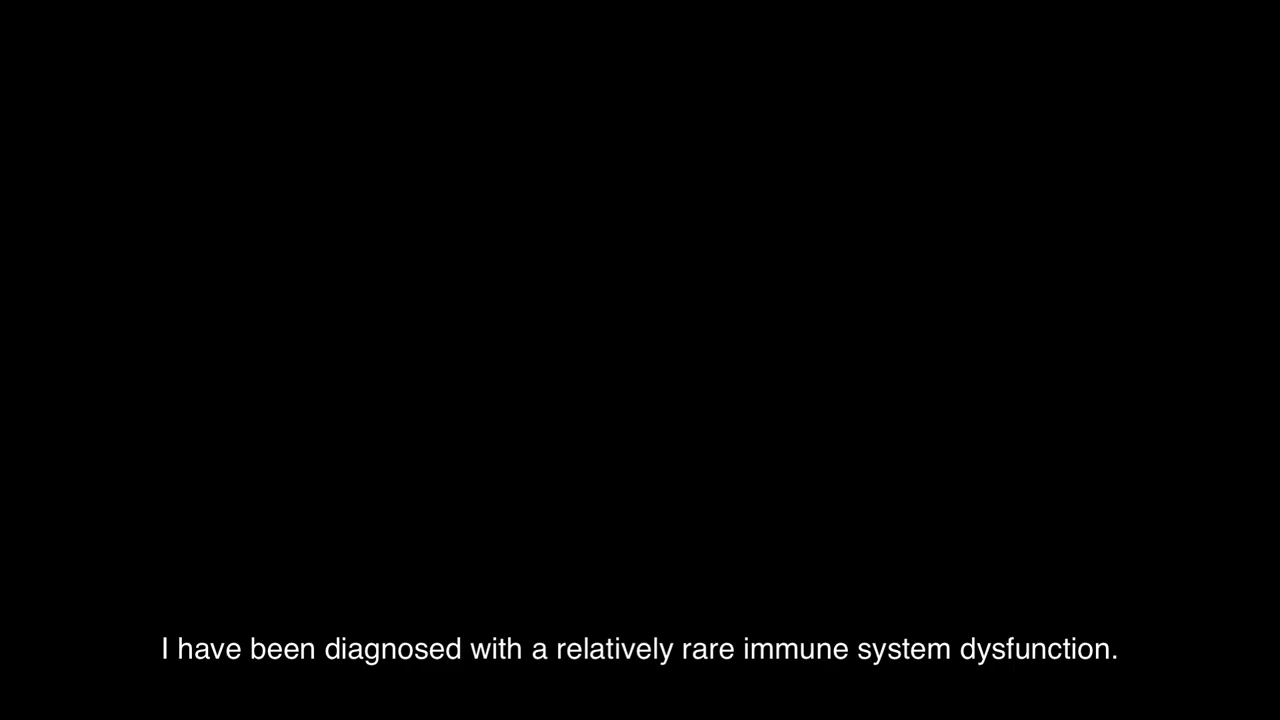 I have been diagnosed with a relatively rare immune system dysfunction.